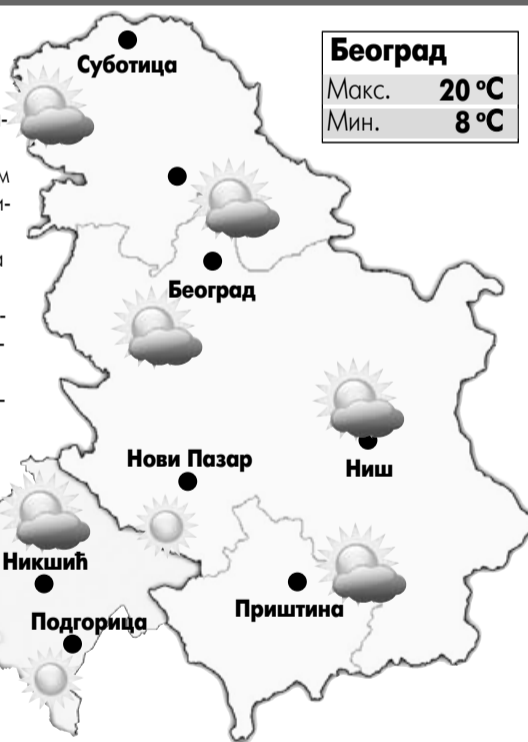 Суботица
Београд
Макс. 20 °C
Мин. 8 °C
Београд
Нови Пазар
Ниш
Никшић
Приштина
Подгорица